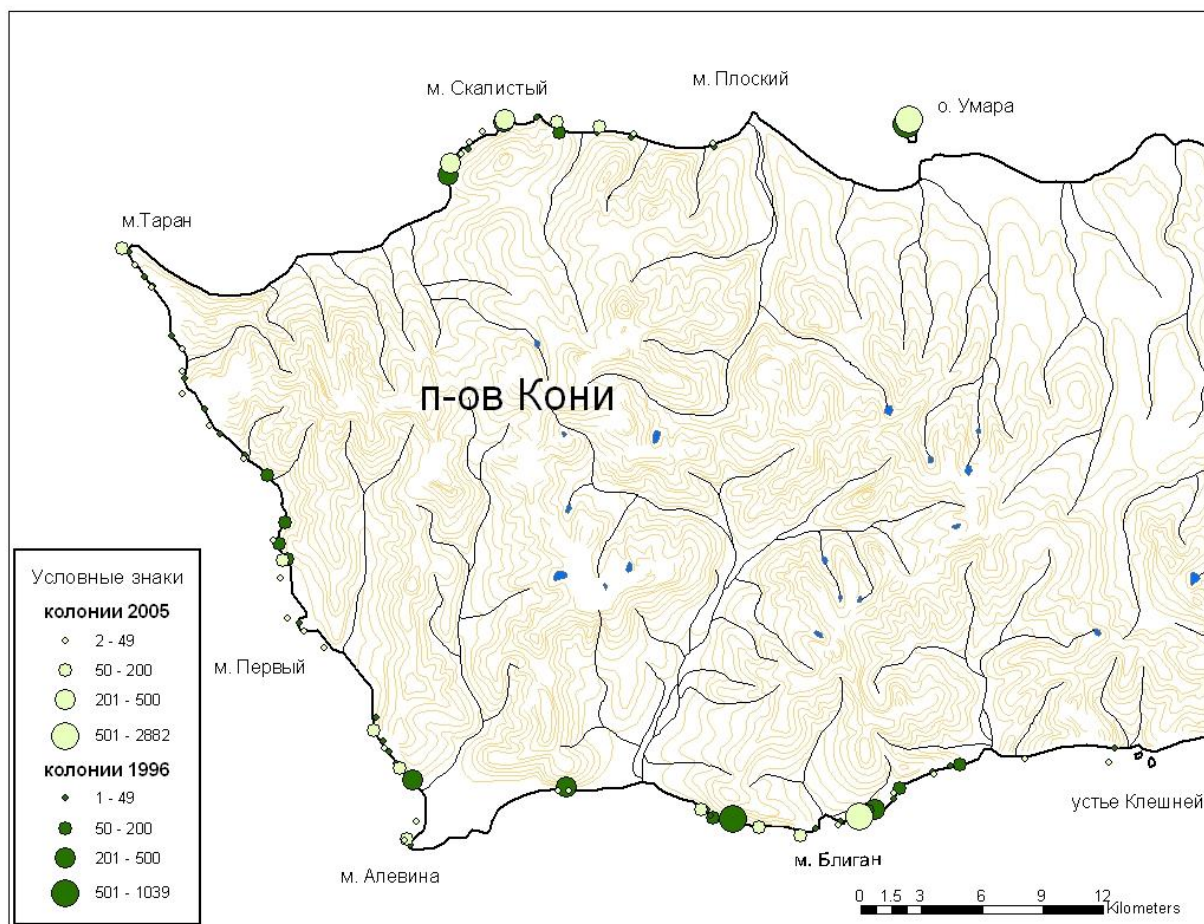 м. Плоский
м. Скалистый
о. Умара
м.Таран
п-ов Кони
Условные знаки
колонии 2005
2 - 49
50 - 200
201 - 500
501 - 2882
колонии 1996
1 - 49
50 - 200
201 - 500
501 - 1039
м. Первый
м. Алевина
м. Блиган
устье Клешней
0 1.5 3 6 9 12
Kilometers